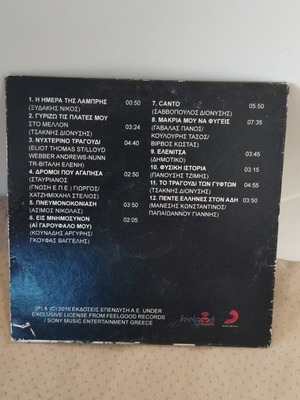 1. Η ΗΜΕΡΑ ΤΗΣ ΛΑΜΠΡΗΣ 00:50
(ΞΥΔΑΚΗΣ ΝΙΚΟΣ)
2. ΓΥΡΙΖΩ ΤΙΣ ΠΛΑΤΕΣ ΜΟΥ
ΣΤΟ ΜΕΛΛΟΝ 03:24
(ΤΣΑΚΝΗΣ ΔΙΟΝΥΣΗΣ)
3. ΝΥΧΤΕΡΙΝΟ ΤΡΑΓΟΥΔΙ 04:40
(ELIOT THOMAS ST/LLOYD
WEBBER ANDREWS-NUNN
TR-ΒΙΤΑΛΗ ΕΛΕΝΗ)
4. ΔΡΟΜΟΙ ΠΟΥ ΑΓΑΠΗΣΑ
(ΣΤΑΥΡΙΑΝΟΣ
(ΓΝΩΣΗ Ε Π Ε ) ΓΙΩΡΓΟΣ/
ΧΑΤΖΗΜΙΧΑΗΛ ΣΤΕΛΙΟΣ)
5. ΠΝΕΥΜΟΝΟΚΟΝΙΑΣΗ 03:51
(ΑΣΙΜΟΣ ΝΙΚΟΛΑΣ)
6. ΕΙΣ ΜΝΗΜΟΣΥΝΟΝ 02:05
(ΑΪ ΓΑΡΟΥΦΑΛΟ ΜΟΥ)
(ΚΟΥΝΑΔΗΣ ΑΡΓΥΡΗΣ/
ΓΚΟΥΦΑΣ ΒΑΓΓΕΛΗΣ)
7. CANTO 05:50
(ΣΑΒΒΟΠΟΥΛΟΣ ΔΙΟΝΥΣΗΣ)
8. ΜΑΚΡΙΑ ΜΟΥ ΝΑ ΦΥΓΕΙΣ 07:35
(ΓΑΒΑΛΑΣ ΠΑΝΟΣ/
ΚΟΥΛΟΥΡΗΣ ΤΑΣΟΣ/
ΒΙΡΒΟΣ ΚΩΣΤΑΣ)
9. ΕΛΕΝΙΤΣΑ 03:45
(ΔΗΜΟΤΙΚΟ)
10. ΦΥΣΙΚΗ ΙΣΤΟΡΙΑ 03:15
(ΠΑΝΟΥΣΗΣ ΤΖΙΜΗΣ)
11. ΤΟ ΤΡΑΓΟΥΔΙ ΤΩΝ ΓΥΦΤΩΝ 04:55
(ΤΣΑΚΝΗΣ ΔΙΟΝΥΣΗΣ)
12. ΠΕΝΤΕ ΕΛΛΗΝΕΣ ΣΤΟΝ ΑΔΗ 03:50
(ΜΑΝΕΣΗΣ ΚΩΝΣΤΑΝΤΙΝΟΣ/
ΠΑΠΑΪΩΑΝΝΟΥ ΓΙΑΝΝΗΣ)
(P) & (C) 2010 ΕΚΔΟΣΕΙΣ ΕΠΕΝΔΥΣΗ Α.Ε. UNDER
EXCLUSIVE LICENSE FROM FEELGOOD RECORDS
/ SONY MUSIC ENTERTAINMENT GREECE
feelgood